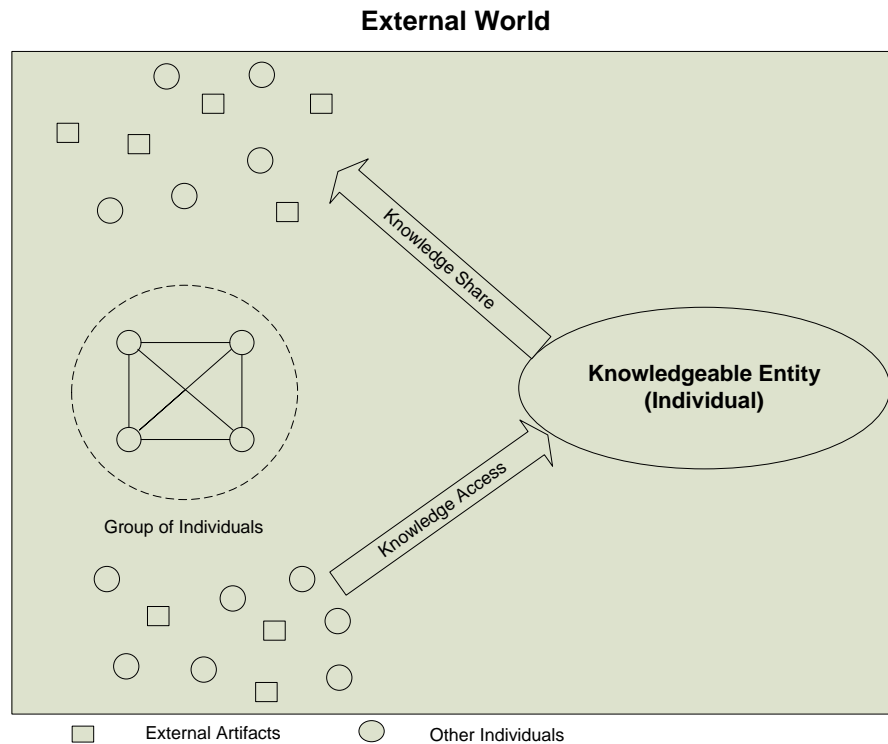 External World
Knowledge Share
Knowledgeable Entity
(Individual)
Knowledge Access
Group of Individuals
External Artifacts
Other Individuals